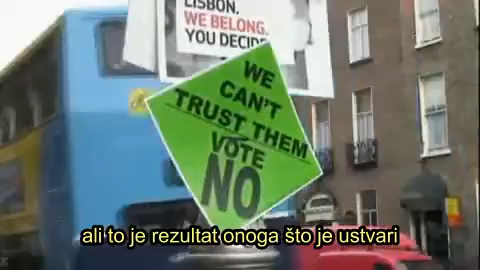 LISBON.
WE BELONG.
YOU DECIDE
WE
CAN'T
TRUST THEM
VOTE
NO
ali to je rezultat onoga što je ustvari